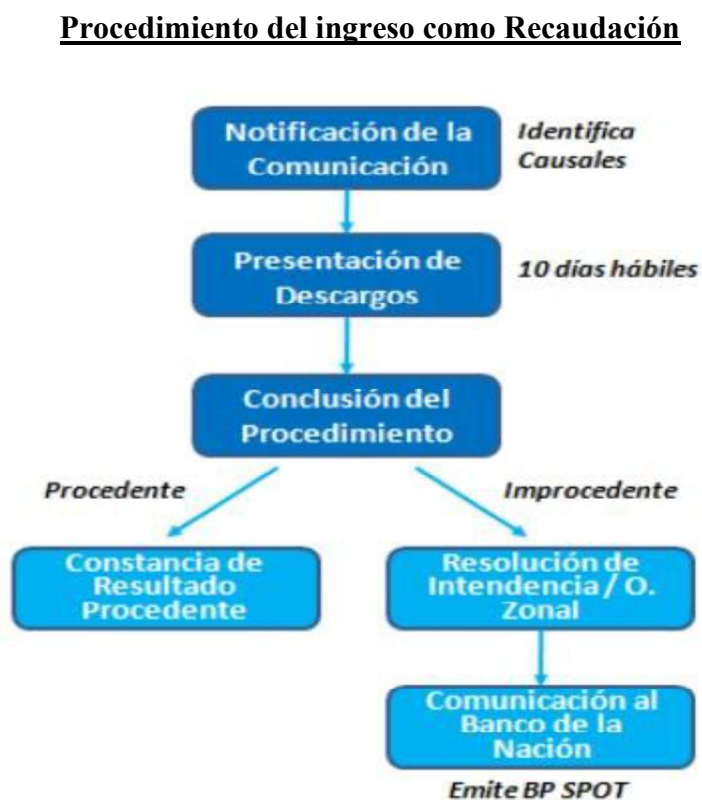 Procedimiento del ingreso como Recaudación
Notificación de la
Comunicación
Identifica
Causales
Presentación de
Descargos
10 días hábiles
Conclusión del
Procedimiento
Procedente
Improcedente
Constancia de
Resultado
Procedente
Resolución de
Intendencia / O.
Zonal
Comunicación al
Banco de la
Nación
Emite BP SPOT